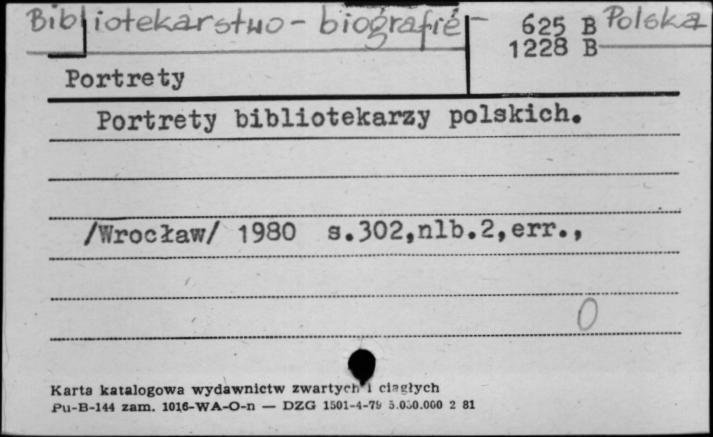 Bibliotekarstwo - biografie - Polska
625 B
1228 B
Portrety
Portrety bibliotekarzy polskich.
/Wrocław/ 1980 s.302,nlb.2,err.,
0
Karta katalogowa wydawnictw zwartych i ciągłych
Pu-B-144 zam. 1016-WA-O-n — DZG 1501-4-79 5.050.000 2 81